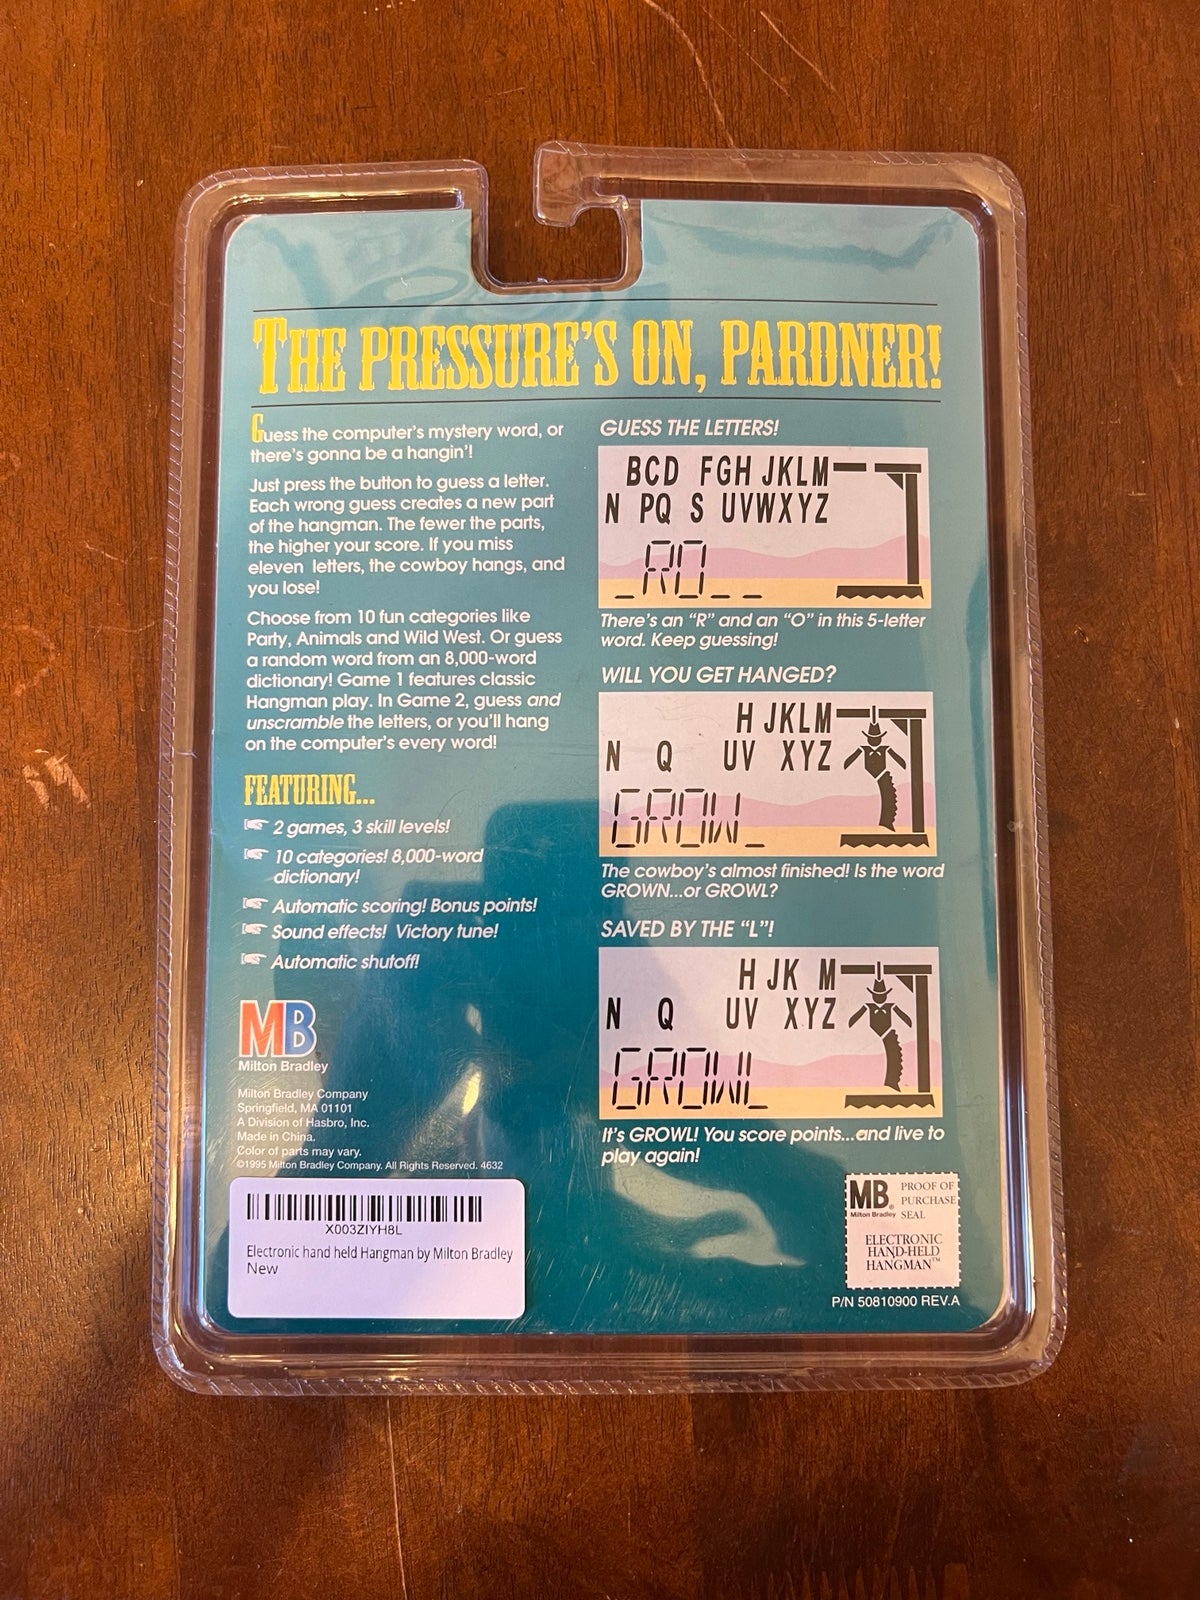 THE PRESSURE'S ON, PARDNER!
Guess the computer's mystery word, or
there's gonna be a hangin'!
Just press the button to guess a letter.
Each wrong guess creates a new part
of the hangman. The fewer the parts,
the higher your score. If you miss
eleven letters, the cowboy hangs, and
you lose!
Choose from 10 fun categories like
Party, Animals and Wild West. Or guess
a random word from an 8,000-word
dictionary! Game 1 features classic
Hangman play. In Game 2, guess and
unscramble the letters, or you'll hang
on the computer's every word!
FEATURING...
2 games, 3 skill levels!
10 categories! 8,000-word
dictionary!
Automatic scoring! Bonus points!
Sound effects! Victory tune!
Automatic shutoff!
MB
Milton Bradley
Milton Bradley Company
Springfield, MA 01101
A Division of Hasbro, Inc.
Made in China.
Color of parts may vary.
©1995 Milton Bradley Company. All Rights Reserved. 4632
X003ZIYH8L
Electronic hand held Hangman by Milton Bradley
New
GUESS THE LETTERS!
BCD FGH JKLM
N PQ S UVWXYZ
_RO_ _
There's an "R" and an "O" in this 5-letter
word. Keep guessing!
WILL YOU GET HANGED?
H JKLM
N Q UV XYZ
GROW_
The cowboy's almost finished! Is the word
GROWN...or GROWL?
SAVED BY THE "L"!
H JK M
N Q UV XYZ
GROWL
It's GROWL! You score points...and live to
play again!
MB®
Milton Bradley
PROOF OF
PURCHASE
SEAL
ELECTRONIC
HAND-HELD
HANGMAN™
P/N 50810900 REV.A